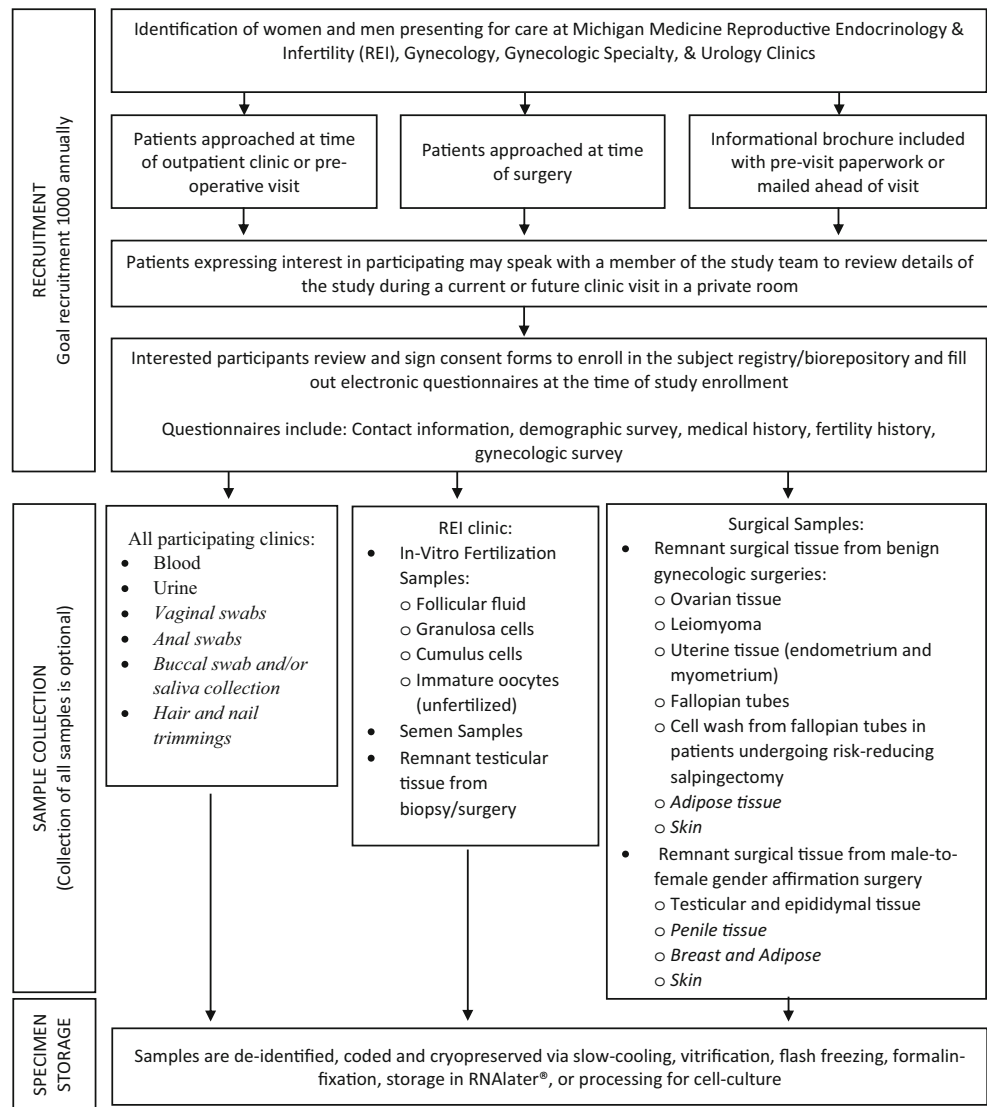 Identification of women and men presenting for care at Michigan Medicine Reproductive Endocrinology &
Infertility (REI), Gynecology, Gynecologic Specialty, & Urology Clinics
RECRUITMENT
Goal recruitment 1000 annually
Patients approached at time
of outpatient clinic or pre-
operative visit
Patients approached at time
of surgery
Informational brochure included
with pre-visit paperwork or
mailed ahead of visit
Patients expressing interest in participating may speak with a member of the study team to review details of
the study during a current or future clinic visit in a private room
Interested participants review and sign consent forms to enroll in the subject registry/biorepository and fill
out electronic questionnaires at the time of study enrollment
Questionnaires include: Contact information, demographic survey, medical history, fertility history,
gynecologic survey
SAMPLE COLLECTION
(Collection of all samples is optional)
All participating clinics:
• Blood
• Urine
• Vaginal swabs
• Anal swabs
• Buccal swab and/or
saliva collection
• Hair and nail
trimmings
REI clinic:
• In-Vitro Fertilization
Samples:
o Follicular fluid
o Granulosa cells
o Cumulus cells
o Immature oocytes
(unfertilized)
• Semen Samples
• Remnant testicular
tissue from
biopsy/surgery
Surgical Samples:
• Remnant surgical tissue from benign
gynecologic surgeries:
o Ovarian tissue
o Leiomyoma
o Uterine tissue (endometrium and
myometrium)
o Fallopian tubes
o Cell wash from fallopian tubes in
patients undergoing risk-reducing
salpingectomy
o Adipose tissue
o Skin
• Remnant surgical tissue from male-to-
female gender affirmation surgery
o Testicular and epididymal tissue
o Penile tissue
o Breast and Adipose
o Skin
SPECIMEN
STORAGE
Samples are de-identified, coded and cryopreserved via slow-cooling, vitrification, flash freezing, formalin-
fixation, storage in RNAlater®, or processing for cell-culture